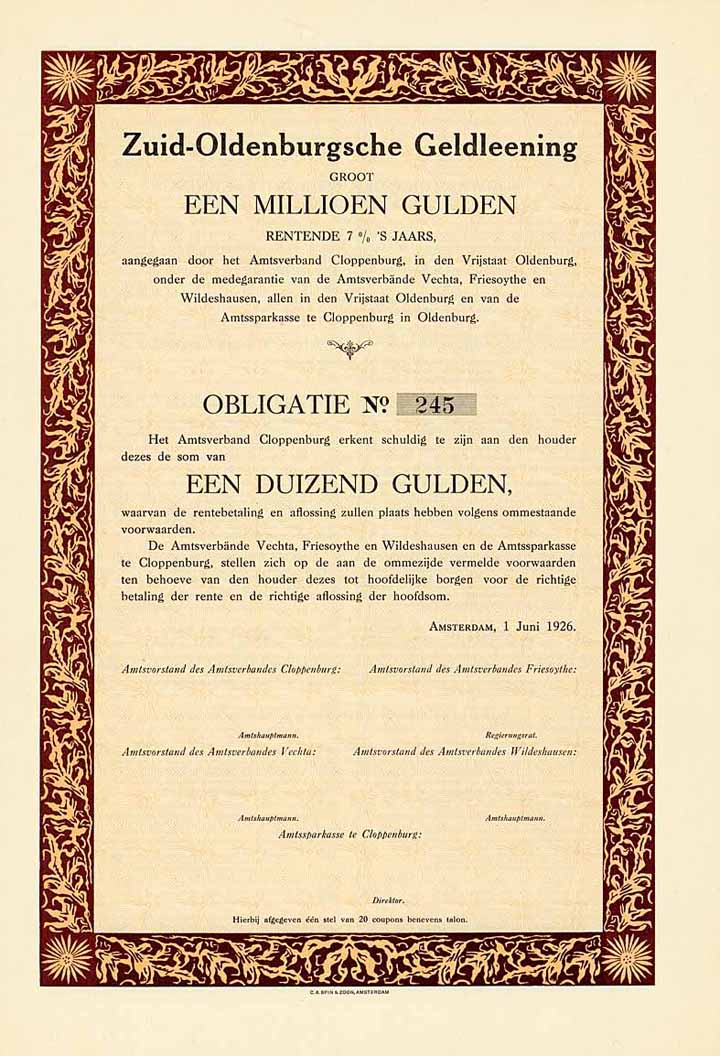 Zuid-Oldenburgsche Geldleening
GROOT
EEN MILLIOEN GULDEN
RENTENDE 7 % 'S JAARS,
aangegaan door het Amtsverband Cloppenburg, in den Vrijstaat Oldenburg,
onder de medegarantie van de Amtsverbände Vechta, Friesoythe en
Wildeshausen, allen in den Vrijstaat Oldenburg en van de
Amtssparkasse te Cloppenburg in Oldenburg.
OBLIGATIE Nº 245
Het Amtsverband Cloppenburg erkent schuldig te zijn aan den houder
dezes de som van
EEN DUIZEND GULDEN,
waarvan de rentebetaling en aflossing zullen plaats hebben volgens ommestaande
voorwaarden.
De Amtsverbände Vechta, Friesoythe en Wildeshausen en de Amtssparkasse
te Cloppenburg, stellen zich op de aan de ommezijde vermelde voorwaarden
ten behoeve van den houder dezes tot hoofdelijke borgen voor de richtige
betaling der rente en de richtige aflossing der hoofdsom.
AMSTERDAM, 1 Juni 1926.
Amtsvorstand des Amtsverbandes Cloppenburg: Amtsvorstand des Amtsverbandes Friesoythe:
Amtshauptmann. Regierungsrat.
Amtsvorstand des Amtsverbandes Vechta: Amtsvorstand des Amtsverbandes Wildeshausen:
Amtshauptmann. Amtshauptmann.
Amtssparkasse te Cloppenburg:
Direktor.
Hierbij afgegeven één stel van 20 coupons benevens talon.
C.A. SPIN & ZOON, AMSTERDAM